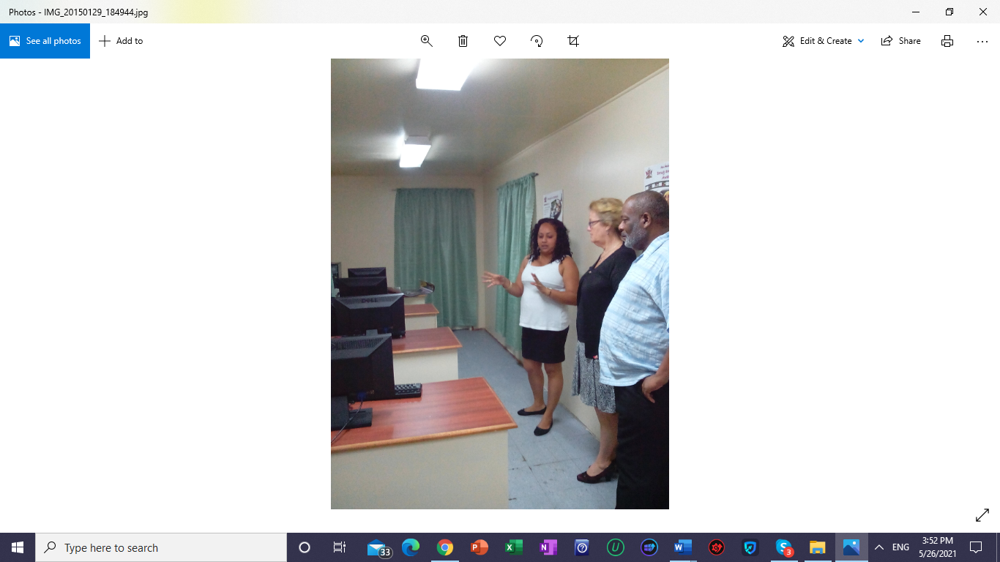 Photos - IMG_20150129_184944.jpg
See all photos
Add to
Edit & Create
Share
DELL
Type here to search
33
3
ENG
3:52 PM
5/26/2021